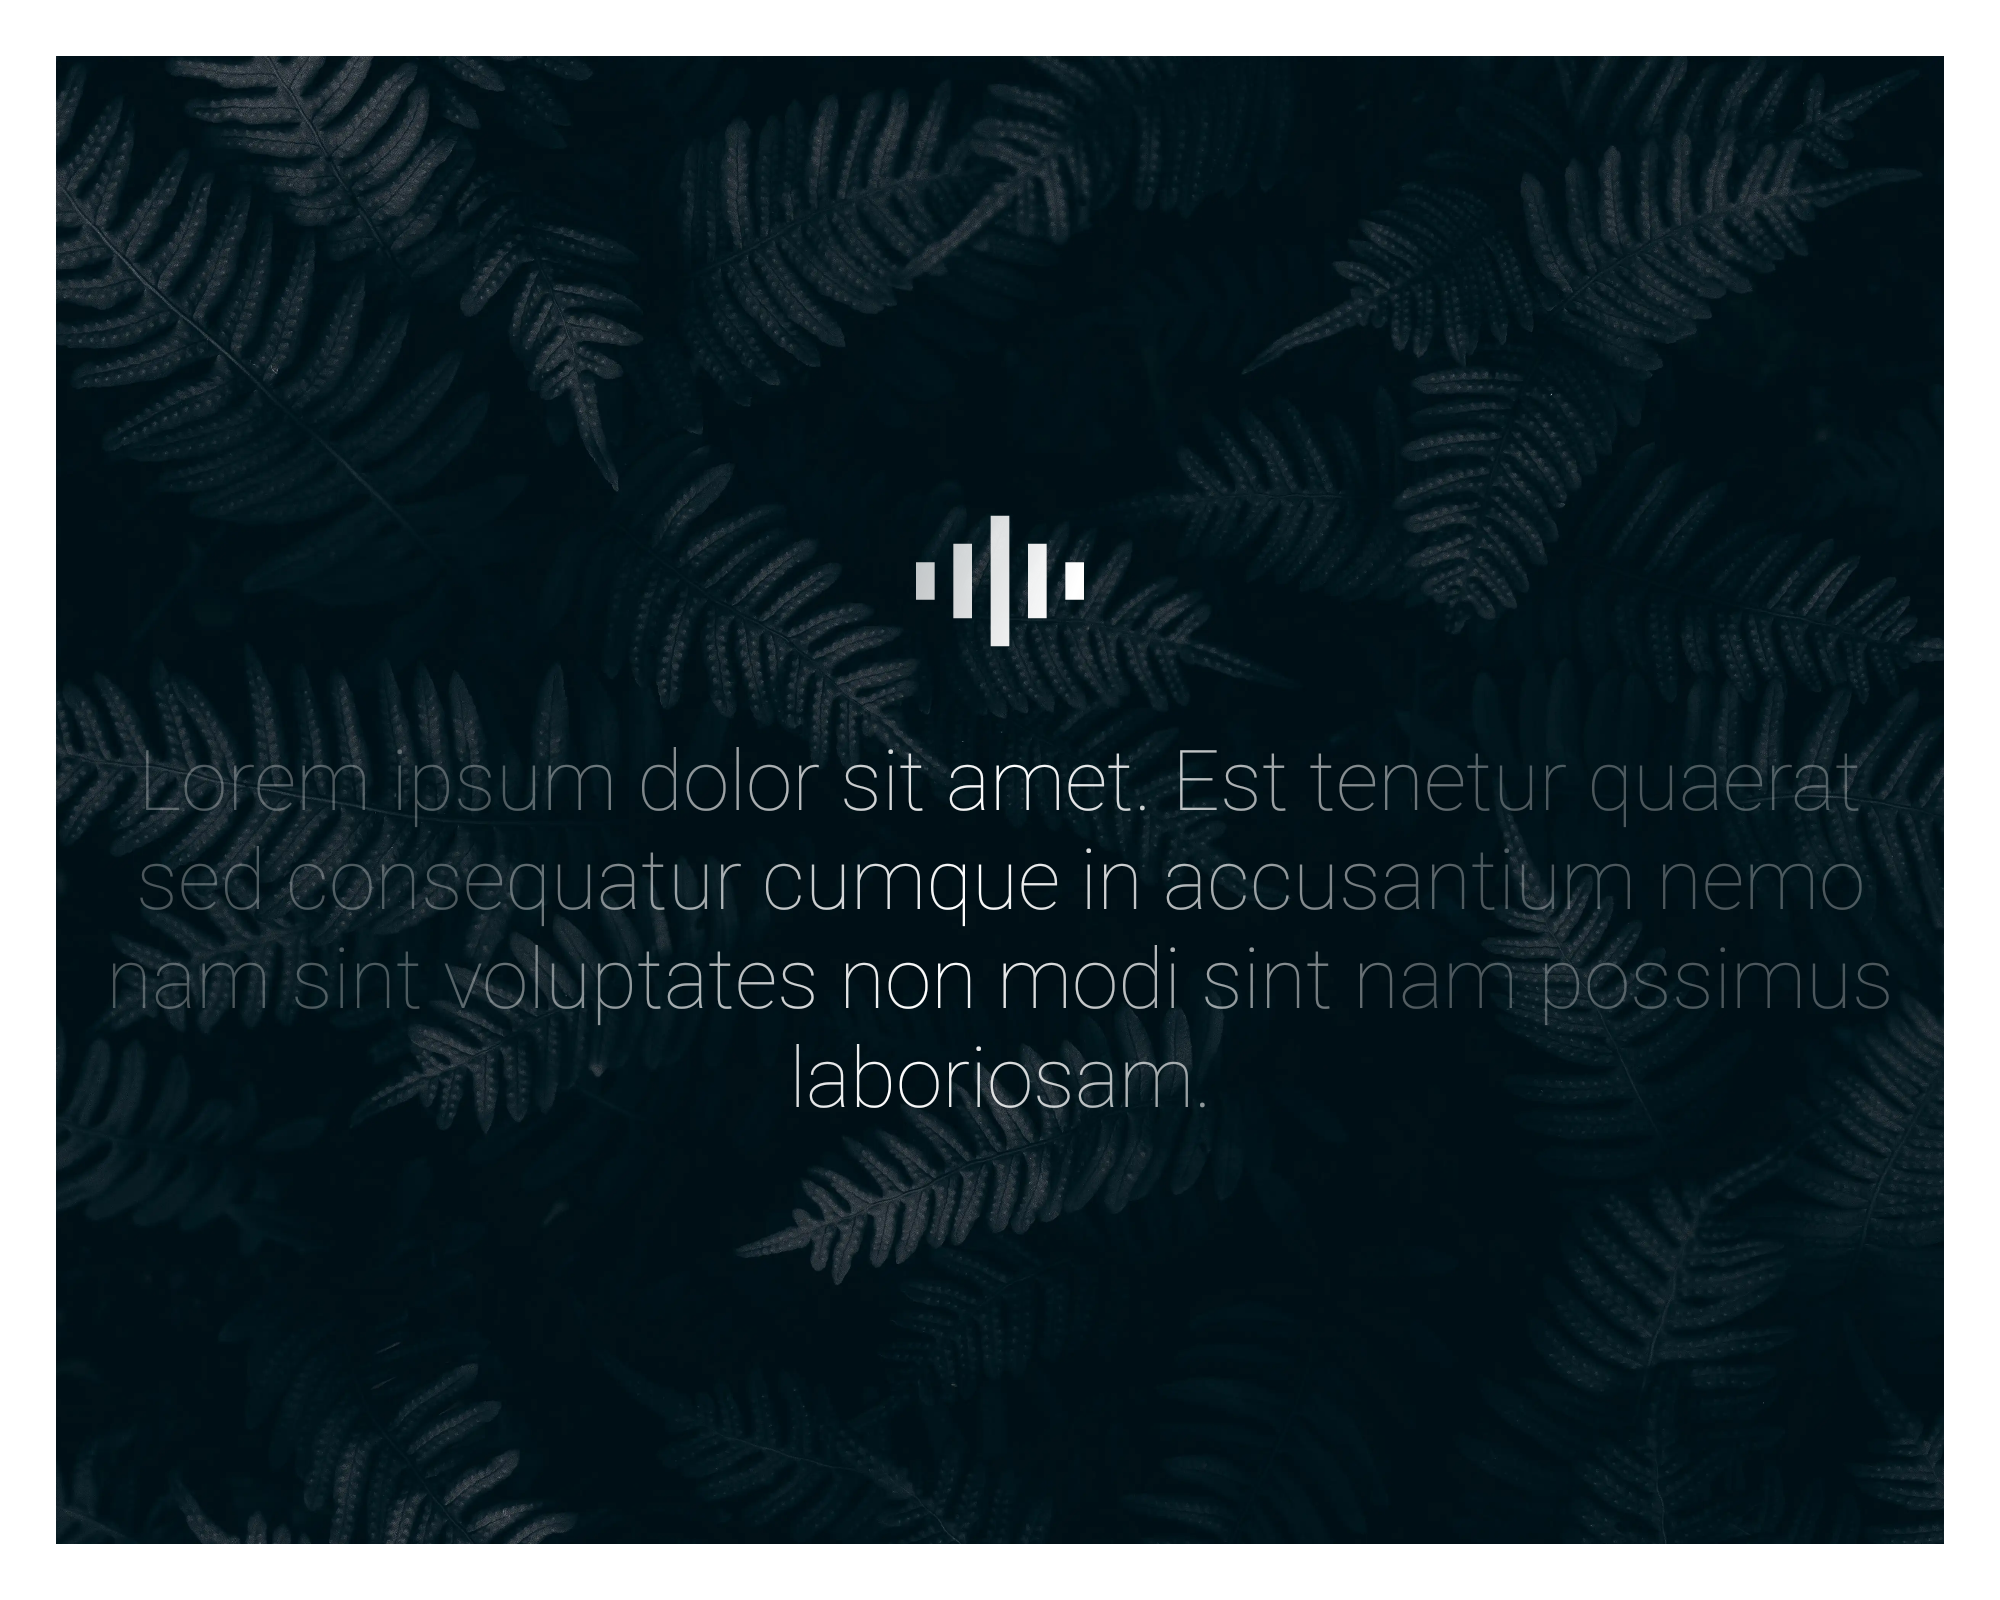 Lorem ipsum dolor sit amet. Est tenetur quaerat
sed consequatur cumque in accusantium nemo
nam sint voluptates non modi sint nam possimus
laboriosam.